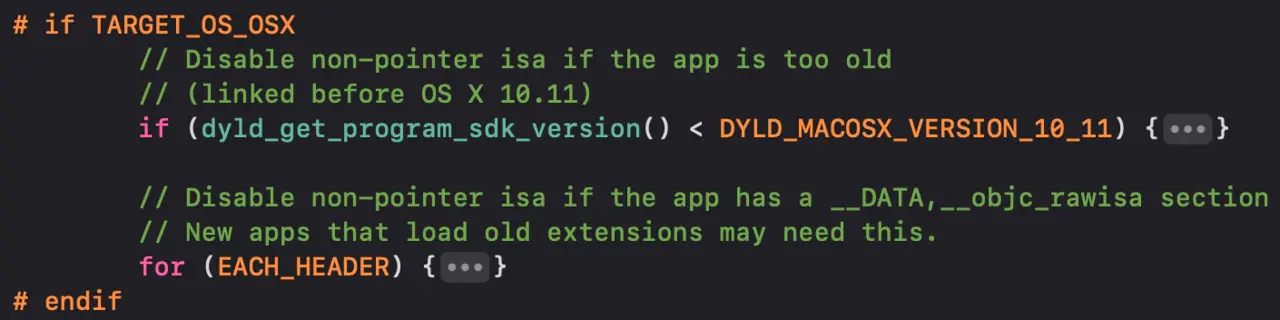 # if TARGET_OS_OSX
// Disable non-pointer isa if the app is too old
// (linked before OS X 10.11)
if (dyld_get_program_sdk_version() < DYLD_MACOSX_VERSION_10_11) {•••}
// Disable non-pointer isa if the app has a __DATA,__objc_rawisa section
// New apps that load old extensions may need this.
for (EACH_HEADER) {•••}
# endif